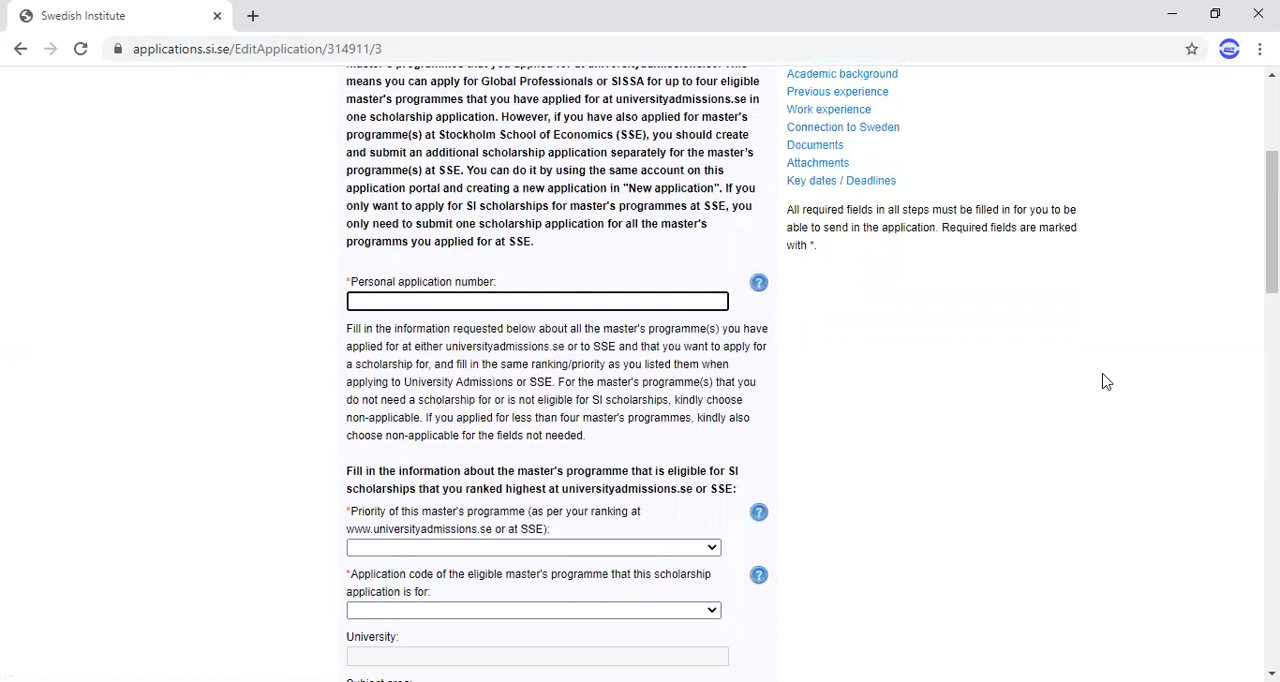 Swedish Institute
applications.si.se/EditApplication/314911/3
means you can apply for Global Professionals or SISSA for up to four eligible
master's programmes that you have applied for at universityadmissions.se in
one scholarship application. However, if you have also applied for master's
programme(s) at Stockholm School of Economics (SSE), you should create
and submit an additional scholarship application separately for the master's
programme(s) at SSE. You can do it by using the same account on this
application portal and creating a new application in "New application". If you
only want to apply for SI scholarships for master's programmes at SSE, you
only need to submit one scholarship application for all the master's
programms you applied for at SSE.
*Personal application number:
Fill in the information requested below about all the master's programme(s) you have
applied for at either universityadmissions.se or to SSE and that you want to apply for
a scholarship for, and fill in the same ranking/priority as you listed them when
applying to University Admissions or SSE. For the master's programme(s) that you
do not need a scholarship for or is not eligible for SI scholarships, kindly choose
non-applicable. If you applied for less than four master's programmes, kindly also
choose non-applicable for the fields not needed.
Fill in the information about the master's programme that is eligible for SI
scholarships that you ranked highest at universityadmissions.se or SSE:
*Priority of this master's programme (as per your ranking at
www.universityadmissions.se or at SSE):
*Application code of the eligible master's programme that this scholarship
application is for:
University:
Academic background
Previous experience
Work experience
Connection to Sweden
Documents
Attachments
Key dates / Deadlines
All required fields in all steps must be filled in for you to be
able to send in the application. Required fields are marked
with *.